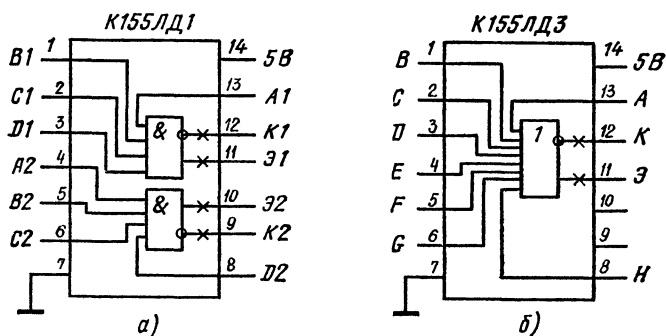 К155ЛД1
B1 1 14 5В
C1 2 13 A1
D1 3 & 12 К1
A2 4 11 Э1
B2 5 & 10 Э2
C2 6 9 К2
7 8 D2
а)
К155ЛД3
B 1 14 5В
C 2 13 A
D 3 1 12 К
E 4 11 Э
F 5 10
G 6 9
7 8 H
б)